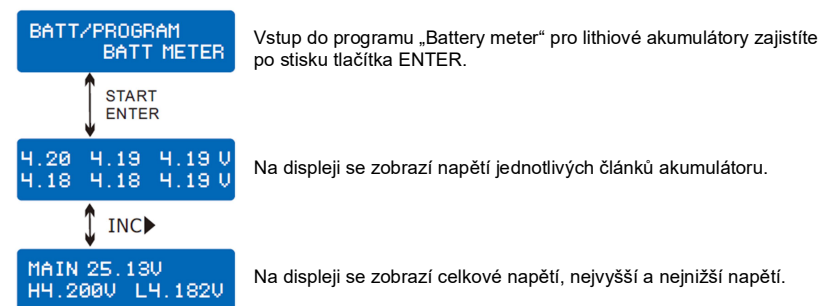 BATT/PROGRAM
BATT METER
Vstup do programu „Battery meter“ pro lithiové akumulátory zajistíte
po stisku tlačítka ENTER.
START
ENTER
4.20 4.19 4.19 V
4.18 4.18 4.19 V
Na displeji se zobrazí napětí jednotlivých článků akumulátoru.
INC▶
MAIN 25.13V
H4.200V L4.182V
Na displeji se zobrazí celkové napětí, nejvyšší a nejnižší napětí.